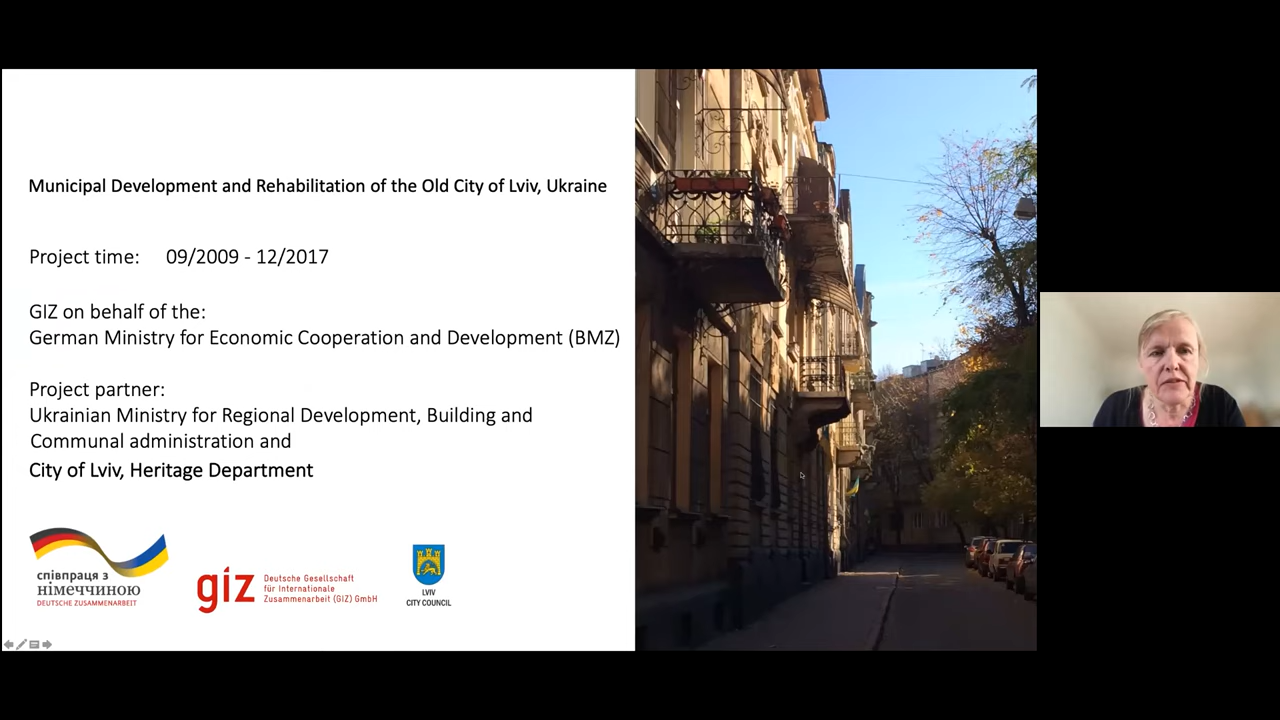 Municipal Development and Rehabilitation of the Old City of Lviv, Ukraine
Project time: 09/2009 - 12/2017
GIZ on behalf of the:
German Ministry for Economic Cooperation and Development (BMZ)
Project partner:
Ukrainian Ministry for Regional Development, Building and
Communal administration and
City of Lviv, Heritage Department
співпраця з
німеччиною
DEUTSCHE ZUSAMMENARBEIT
giz
Deutsche Gesellschaft
für Internationale
Zusammenarbeit (GIZ) GmbH
LVIV
CITY COUNCIL